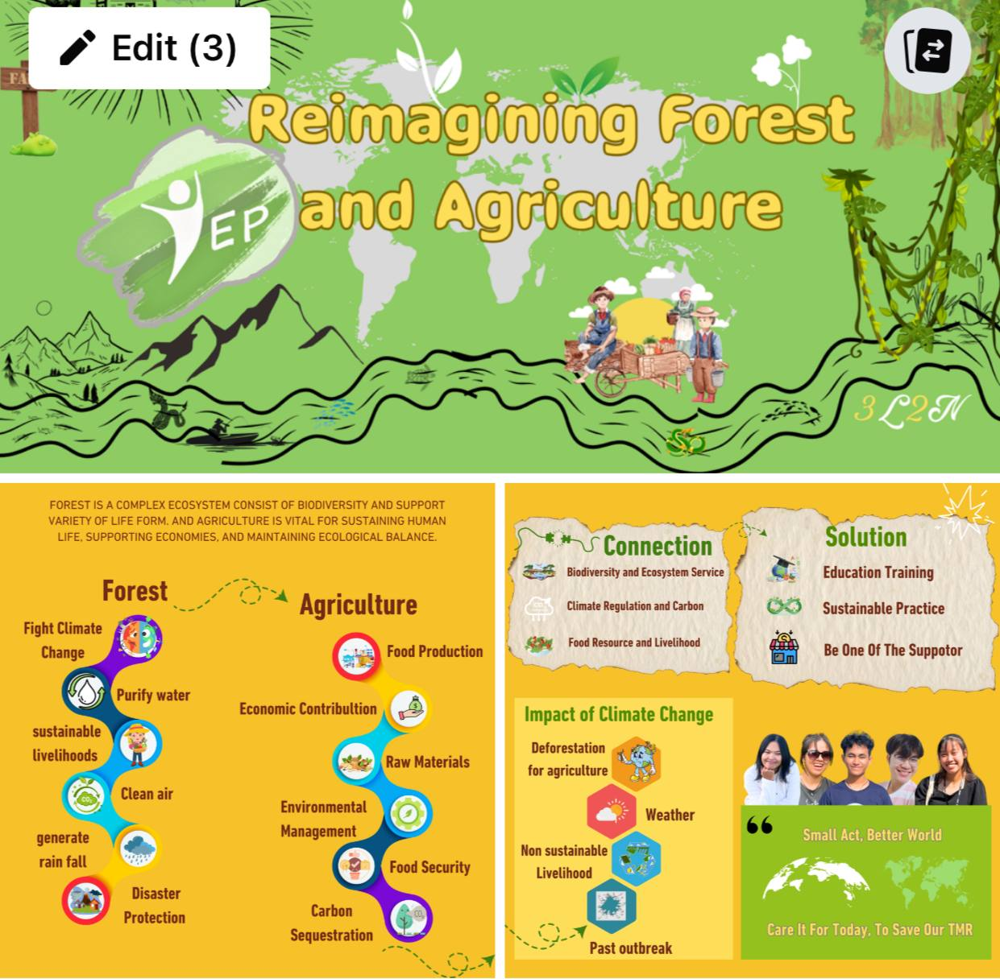 Edit (3)
FA
Reimagining Forest
and Agriculture
YEP
3L2N
FOREST IS A COMPLEX ECOSYSTEM CONSIST OF BIODIVERSITY AND SUPPORT
VARIETY OF LIFE FORM. AND AGRICULTURE IS VITAL FOR SUSTAINING HUMAN
LIFE, SUPPORTING ECONOMIES, AND MAINTAINING ECOLOGICAL BALANCE.
Forest
Fight Climate
Change
Purify water
sustainable
livelihoods
CO2
Clean air
generate
rain fall
Disaster
Protection
Agriculture
Food Production
Economic Contribultion
Raw Materials
Environmental
Management
Food Security
Carbon
Sequestration
CO2
Connection
Biodiversity and Ecosystem Service
Climate Regulation and Carbon
Food Resource and Livelihood
Solution
Education Training
Sustainable Practice
Be One Of The Suppotor
Impact of Climate Change
Deforestation
for agriculture
Weather
Non sustainable
Livelihood
Past outbreak
“
Small Act, Better World
Care It For Today, To Save Our TMR